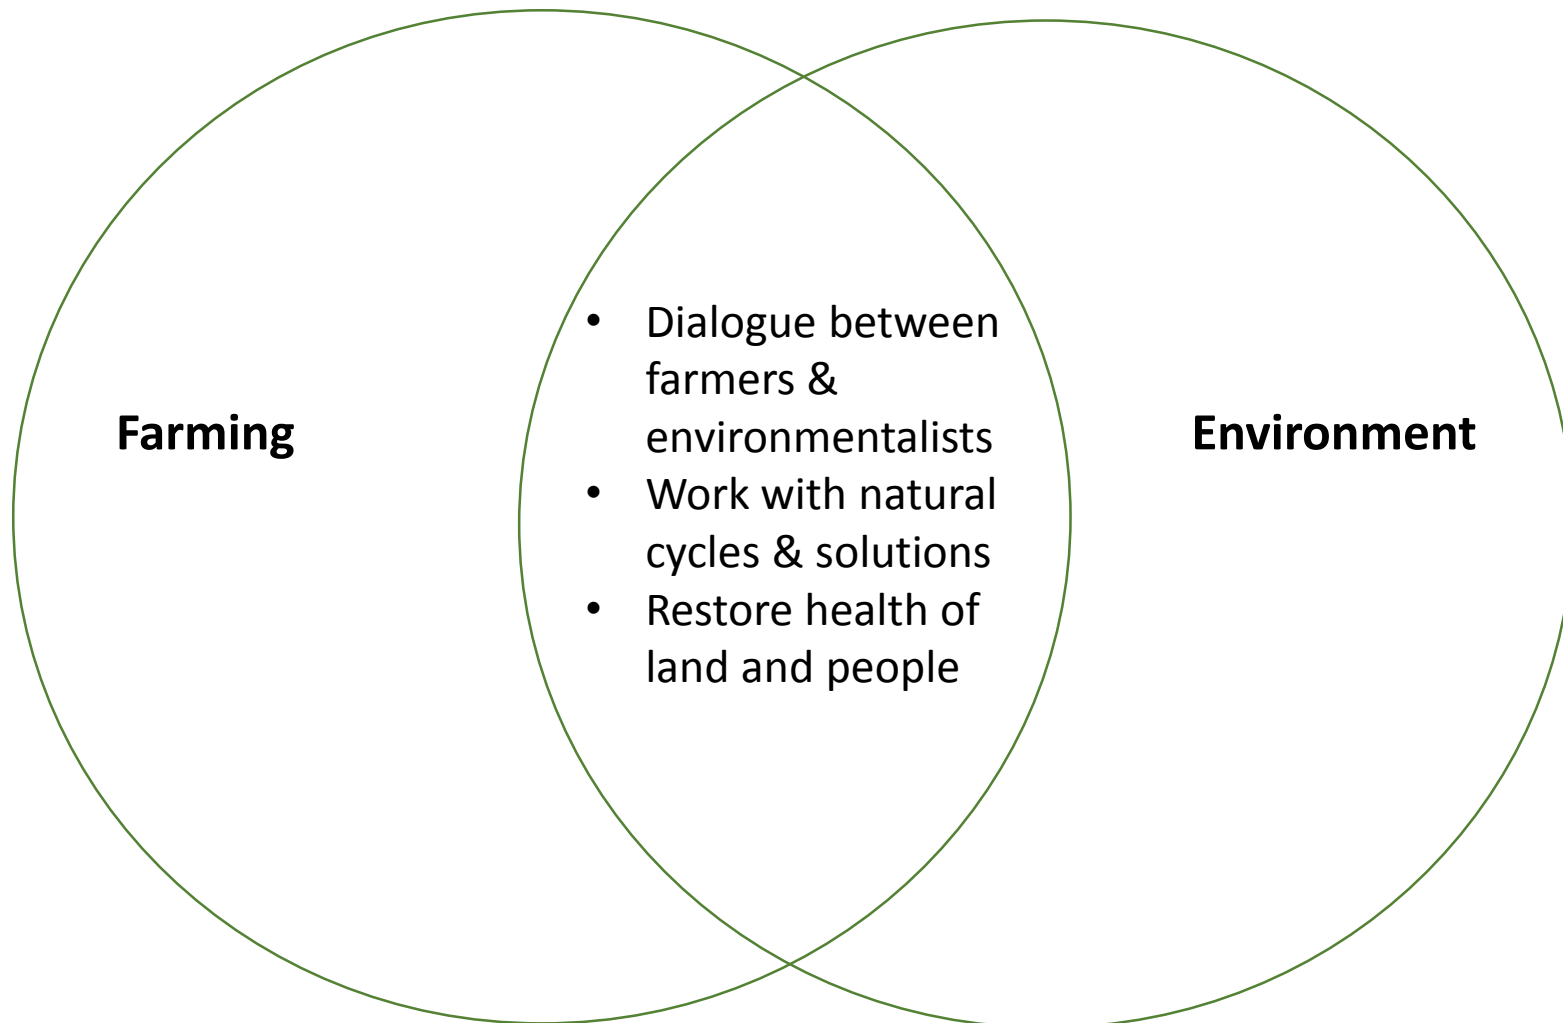 Farming
• Dialogue between
farmers &
environmentalists
• Work with natural
cycles & solutions
• Restore health of
land and people
Environment